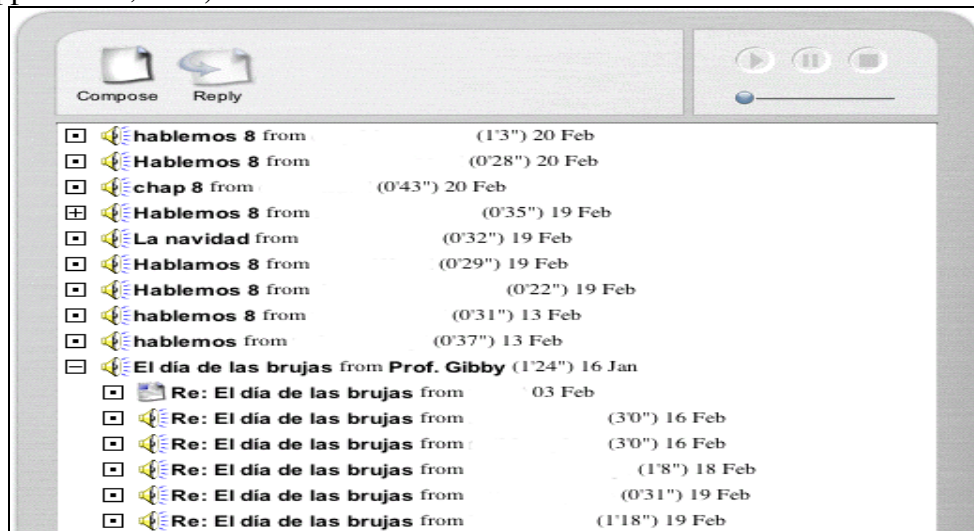 Compose Reply
hablemos 8 from (1'3") 20 Feb
Hablemos 8 from (0'28") 20 Feb
chap 8 from (0'43") 20 Feb
Hablemos 8 from (0'35") 19 Feb
La navidad from (0'32") 19 Feb
Hablamos 8 from (0'29") 19 Feb
Hablemos 8 from (0'22") 19 Feb
hablemos 8 from (0'31") 13 Feb
hablemos from (0'37") 13 Feb
El día de las brujas from Prof. Gibby (1'24") 16 Jan
Re: El día de las brujas from 03 Feb
Re: El día de las brujas from (3'0") 16 Feb
Re: El día de las brujas from (3'0") 16 Feb
Re: El día de las brujas from (1'8") 18 Feb
Re: El día de las brujas from (0'31") 19 Feb
Re: El día de las brujas from (1'18") 19 Feb